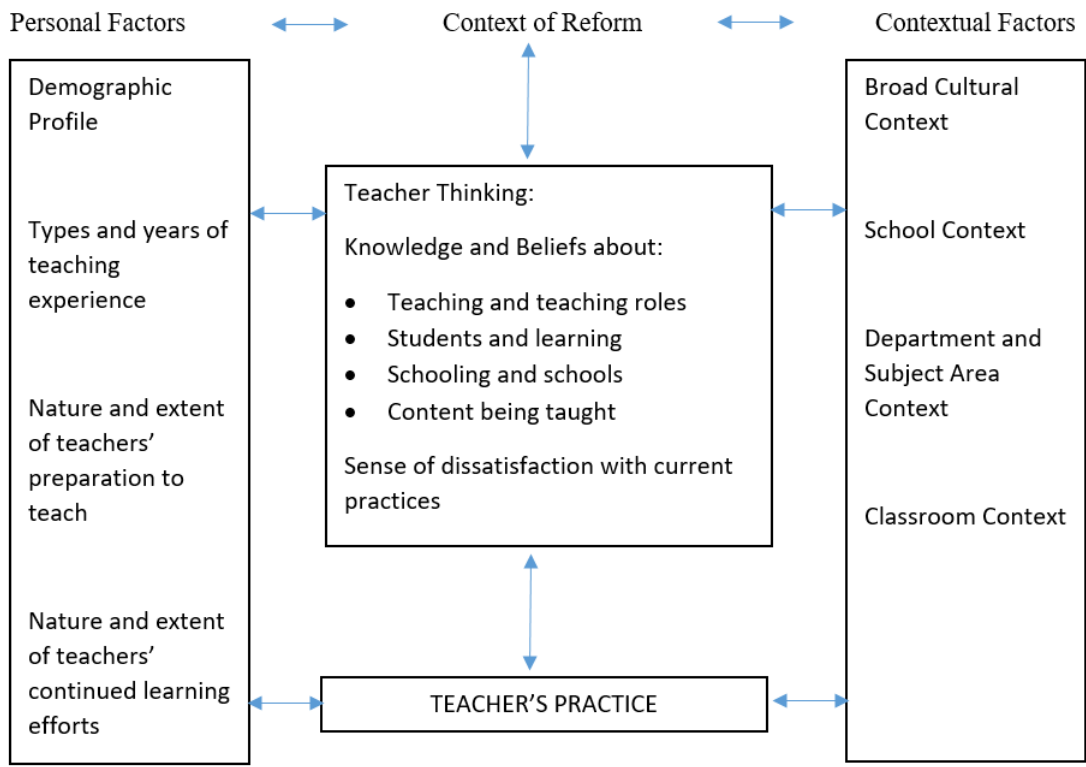 Personal Factors
Context of Reform
Contextual Factors
Demographic
Profile
Types and years of
teaching
experience
Nature and extent
of teachers’
preparation to
teach
Nature and extent
of teachers’
continued learning
efforts
Teacher Thinking:
Knowledge and Beliefs about:
• Teaching and teaching roles
• Students and learning
• Schooling and schools
• Content being taught
Sense of dissatisfaction with current
practices
TEACHER’S PRACTICE
Broad Cultural
Context
School Context
Department and
Subject Area
Context
Classroom Context